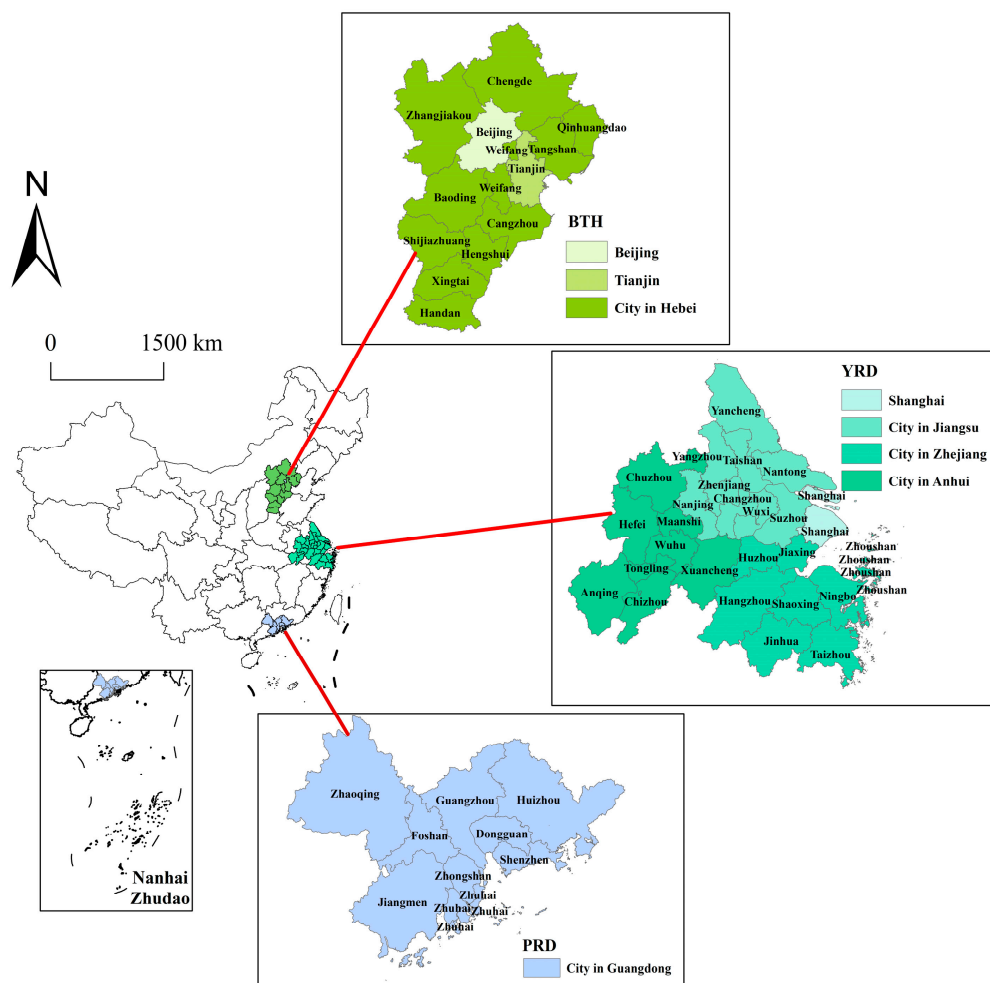 N
0
1500 km
Chengde
Zhangjiakou
Beijing
Qinhuangdao
Weifang
Tangshan
Tianjin
Weifang
Baoding
Cangzhou
Shijiazhuang
Hengshui
Xingtai
Handan
BTH
Beijing
Tianjin
City in Hebei
YRD
Shanghai
City in Jiangsu
City in Zhejiang
City in Anhui
Yancheng
Yangzhou
Taishan
Nantong
Chuzhou
Zhenjiang
Changzhou
Shanghai
Nanjing
Wuxi
Suzhou
Hefei
Maanshi
Shanghai
Wuhu
Huzhou
Jiaxing
Zhoushan
Zhoushan
Zhoushan
Zhoushan
Tongling
Xuancheng
Anqing
Chizhou
Hangzhou
Shaoxing
Ningbo
Jinhua
Taizhou
Nanhai
Zhudao
Zhaoqing
Guangzhou
Huizhou
Foshan
Dongguan
Shenzhen
Zhongshan
Jiangmen
Zhuhai
Zhuhai
Zhuhai
Zhuhai
PRD
City in Guangdong